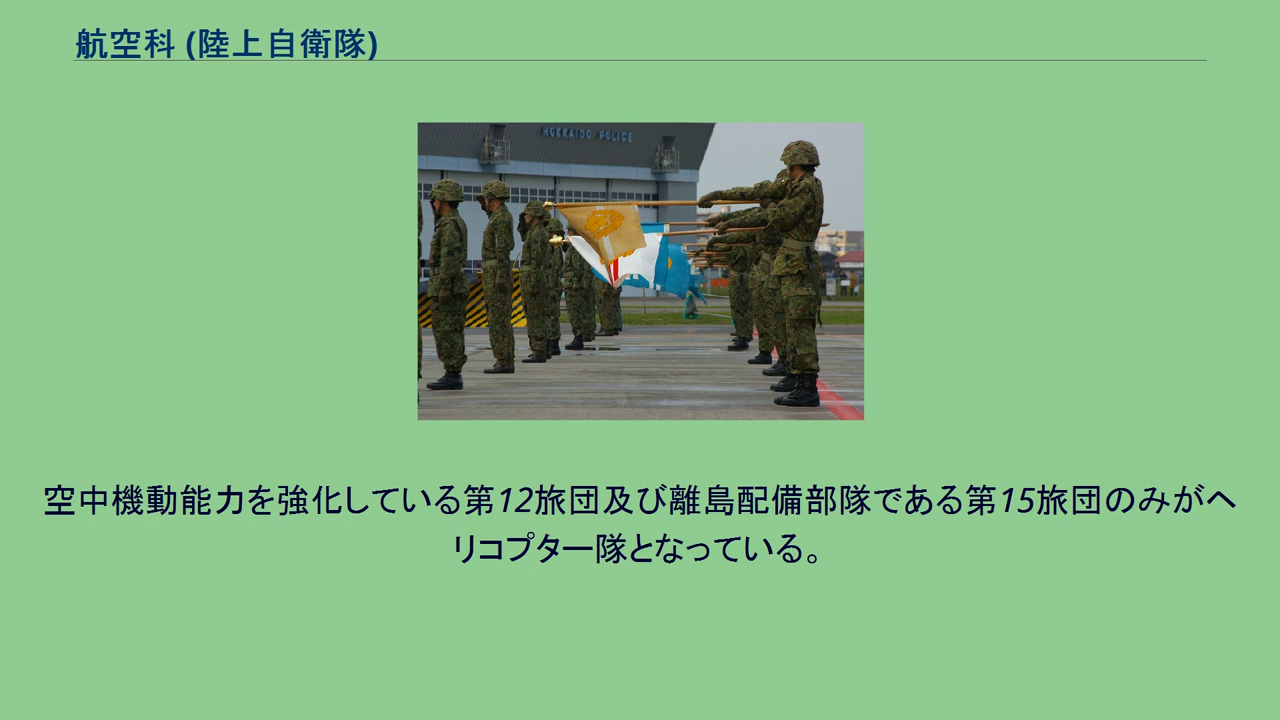 航空科 (陸上自衛隊)
HOKKAIDO POLICE
空中機動能力を強化している第12旅団及び離島配備部隊である第15旅団のみがヘ
リコプター隊となっている。